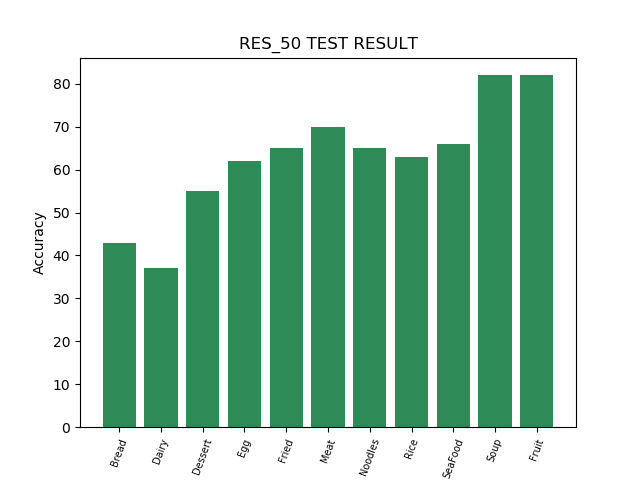 RES_50 TEST RESULT
Accuracy
80
70
60
50
40
30
20
10
0
Bread
Dairy
Dessert
Egg
Fried
Meat
Noodles
Rice
SeaFood
Soup
Fruit